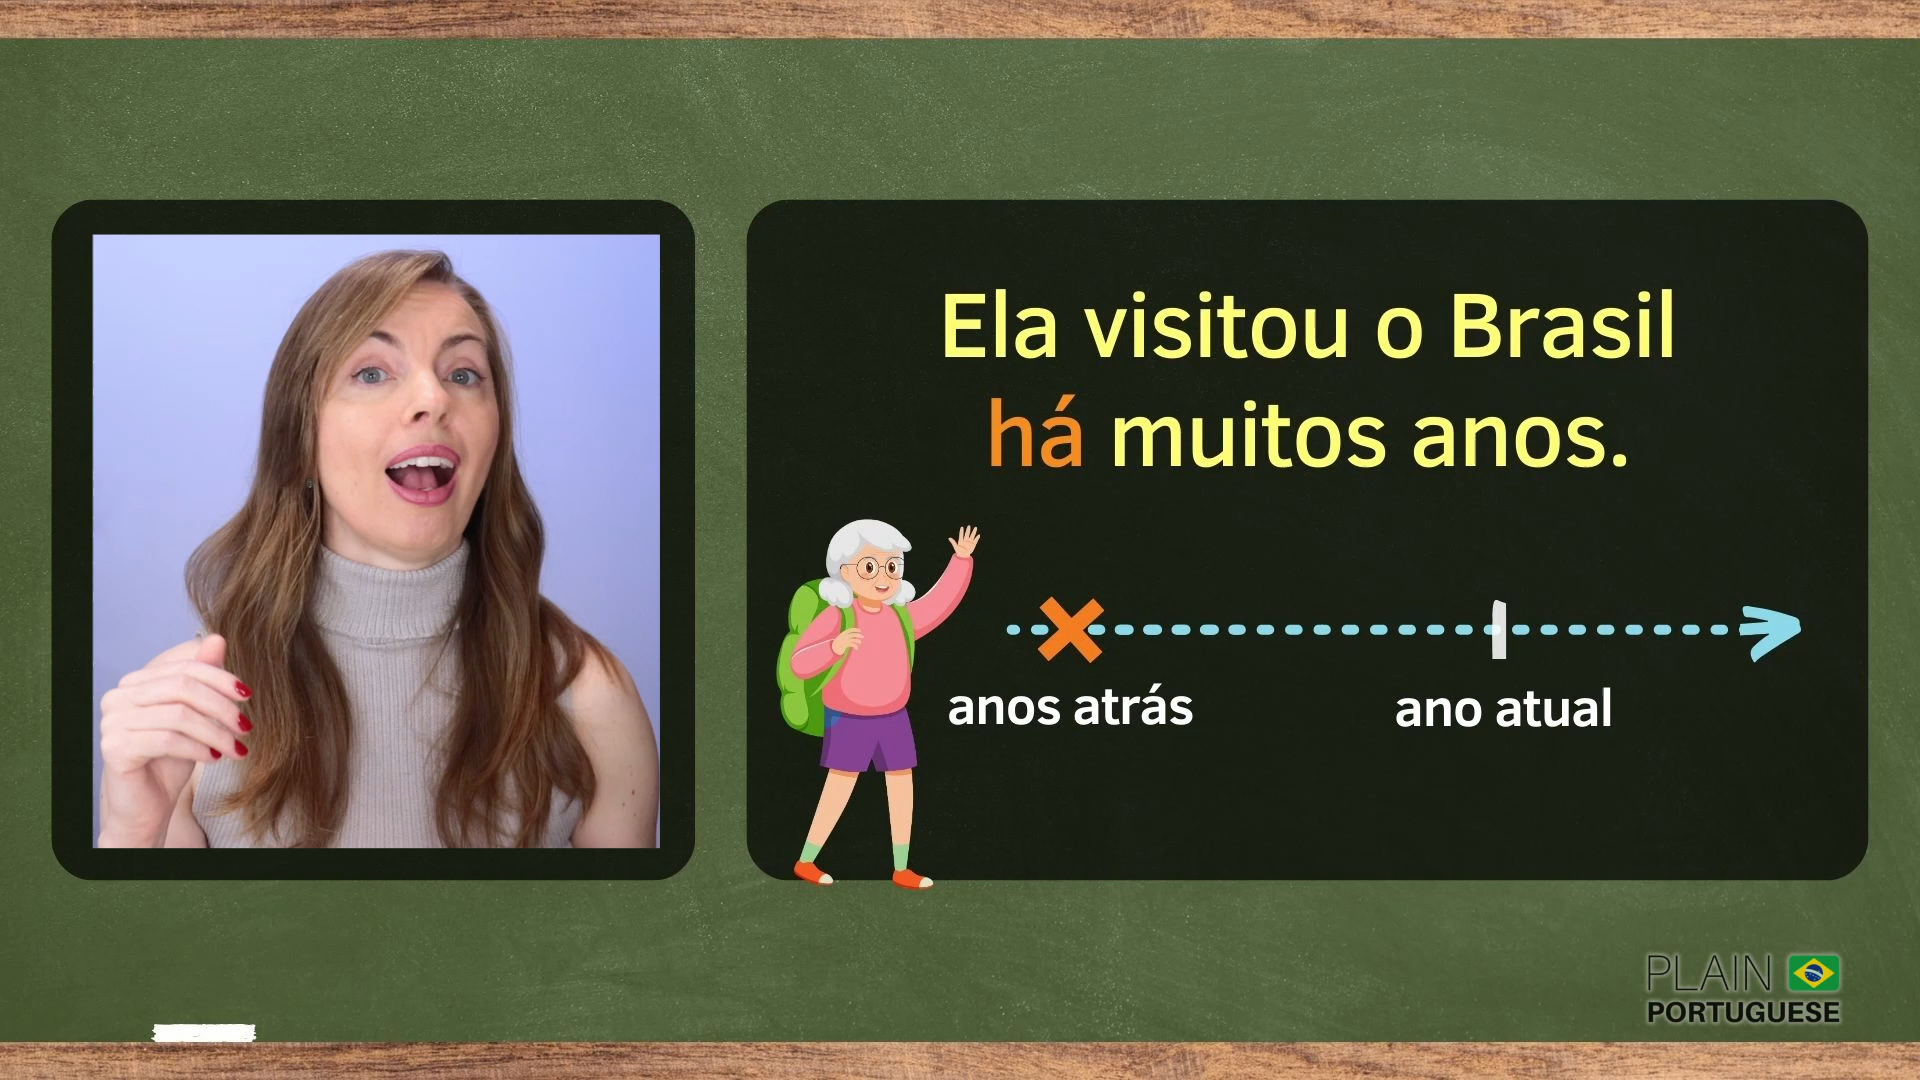 Ela visitou o Brasil
há muitos anos.
anos atrás
ano atual
PLAIN
PORTUGUESE